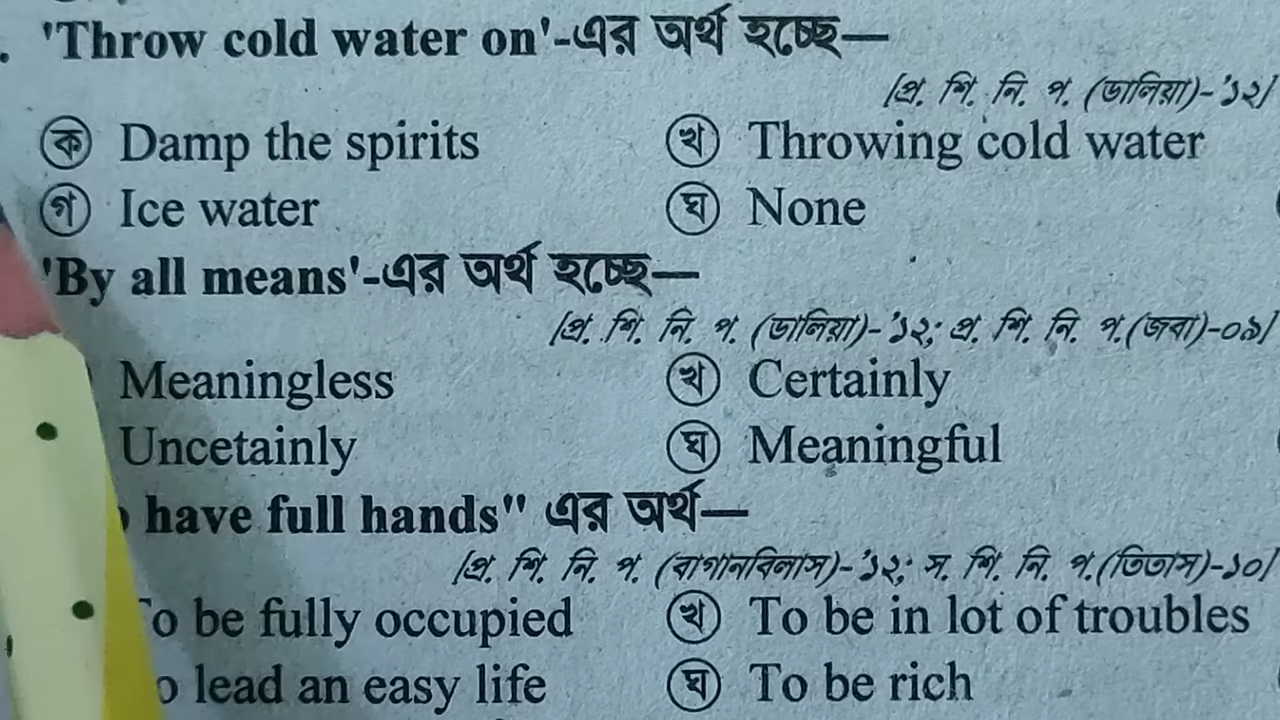 'Throw cold water on'-এর অর্থ হচ্ছে—
[প্র. শি. নি. প. (ডালিয়া)-'১২]
ক Damp the spirits খ Throwing cold water
গ Ice water ঘ None
'By all means'-এর অর্থ হচ্ছে—
[প্র. শি. নি. প. (ডালিয়া)-'১২; প্র. শি. নি. প.(জবা)-০৯]
Meaningless খ Certainly
Uncetainly ঘ Meaningful
have full hands" এর অর্থ—
[প্র. শি. নি. প. (বাগানবিলাস)-'১২; স. শি. নি. প.(তিতাস)-১০]
To be fully occupied খ To be in lot of troubles
o lead an easy life ঘ To be rich